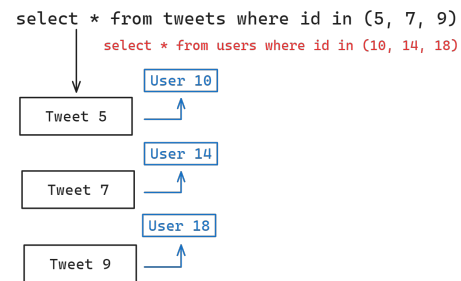 select * from tweets where id in (5, 7, 9)
select * from users where id in (10, 14, 18)
User 10
Tweet 5
User 14
Tweet 7
User 18
Tweet 9